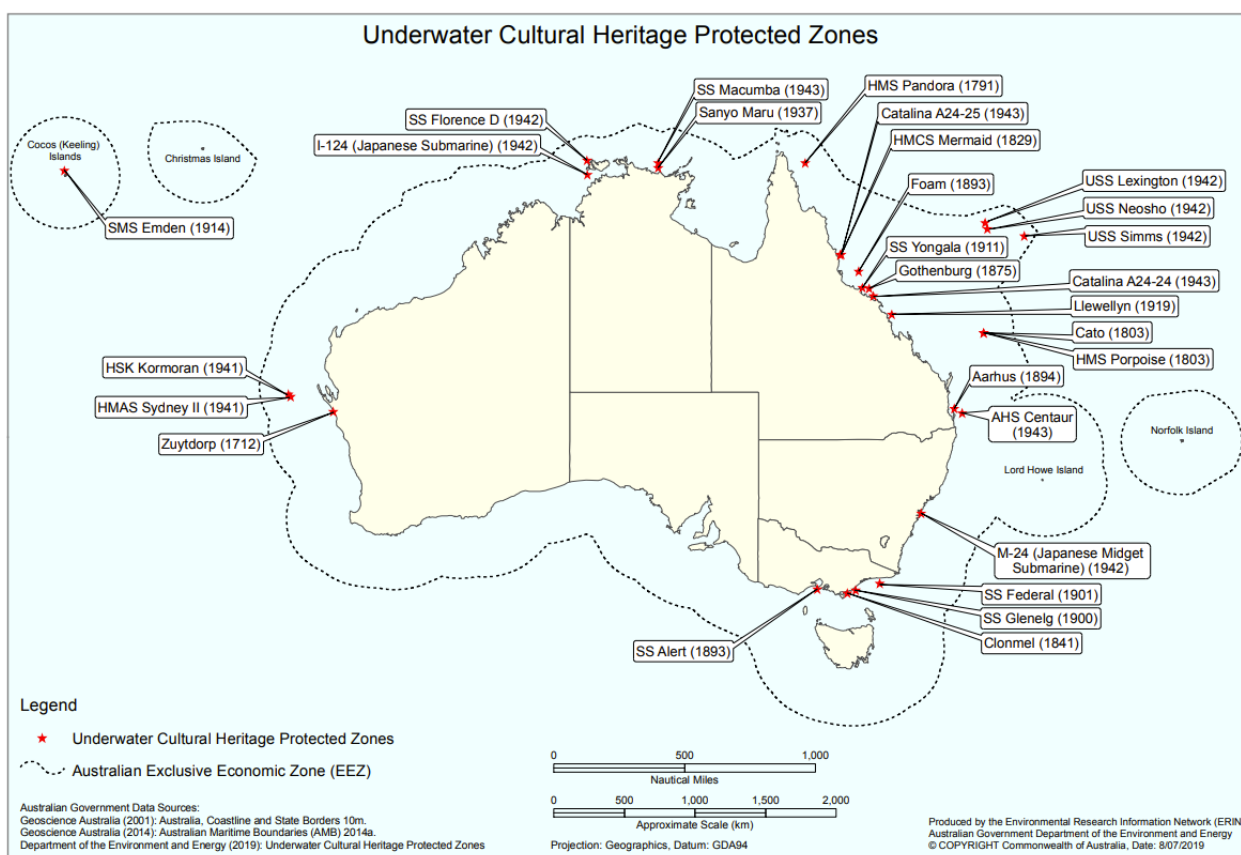 Underwater Cultural Heritage Protected Zones
SS Macumba (1943)
HMS Pandora (1791)
Sanyo Maru (1937)
Catalina A24-25 (1943)
SS Florence D (1942)
HMCS Mermaid (1829)
I-124 (Japanese Submarine) (1942)
Cocos (Keeling)
Islands
Christmas Island
Foam (1893)
USS Lexington (1942)
USS Neosho (1942)
SMS Emden (1914)
USS Simms (1942)
SS Yongala (1911)
Gothenburg (1875)
Catalina A24-24 (1943)
Llewellyn (1919)
Cato (1803)
HMS Porpoise (1803)
HSK Kormoran (1941)
Aarhus (1894)
HMAS Sydney II (1941)
AHS Centaur
(1943)
Zuytdorp (1712)
Norfolk Island
Lord Howe Island
M-24 (Japanese Midget
Submarine) (1942)
SS Federal (1901)
SS Glenelg (1900)
Clonmel (1841)
SS Alert (1893)
Legend
Underwater Cultural Heritage Protected Zones
Australian Exclusive Economic Zone (EEZ)
0 500 1,000
Nautical Miles
0 500 1,000 1,500 2,000
Approximate Scale (km)
Projection: Geographics, Datum: GDA94
Australian Government Data Sources:
Geoscience Australia (2001): Australia, Coastline and State Borders 10m.
Geoscience Australia (2014): Australian Maritime Boundaries (AMB) 2014a.
Department of the Environment and Energy (2019): Underwater Cultural Heritage Protected Zones
Produced by the Environmental Research Information Network (ERIN
Australian Government Department of the Environment and Energy
© COPYRIGHT Commonwealth of Australia, Date: 8/07/2019